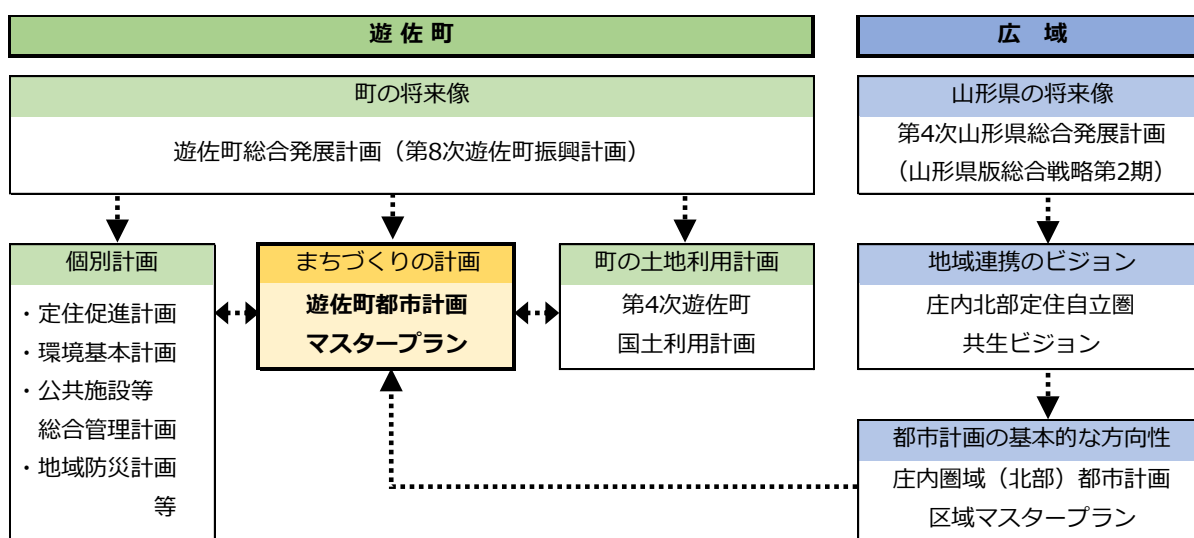 遊佐町
広　域
町の将来像
遊佐町総合発展計画（第8次遊佐町振興計画）
山形県の将来像
第4次山形県総合発展計画
（山形県版総合戦略第2期）
個別計画
・定住促進計画
・環境基本計画
・公共施設等
総合管理計画
・地域防災計画
等
まちづくりの計画
遊佐町都市計画
マスタープラン
町の土地利用計画
第4次遊佐町
国土利用計画
地域連携のビジョン
庄内北部定住自立圏
共生ビジョン
都市計画の基本的な方向性
庄内圏域（北部）都市計画
区域マスタープラン